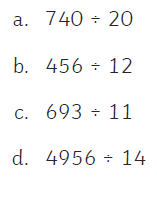 a. 740 ÷ 20
b. 456 ÷ 12
c. 693 ÷ 11
d. 4956 ÷ 14